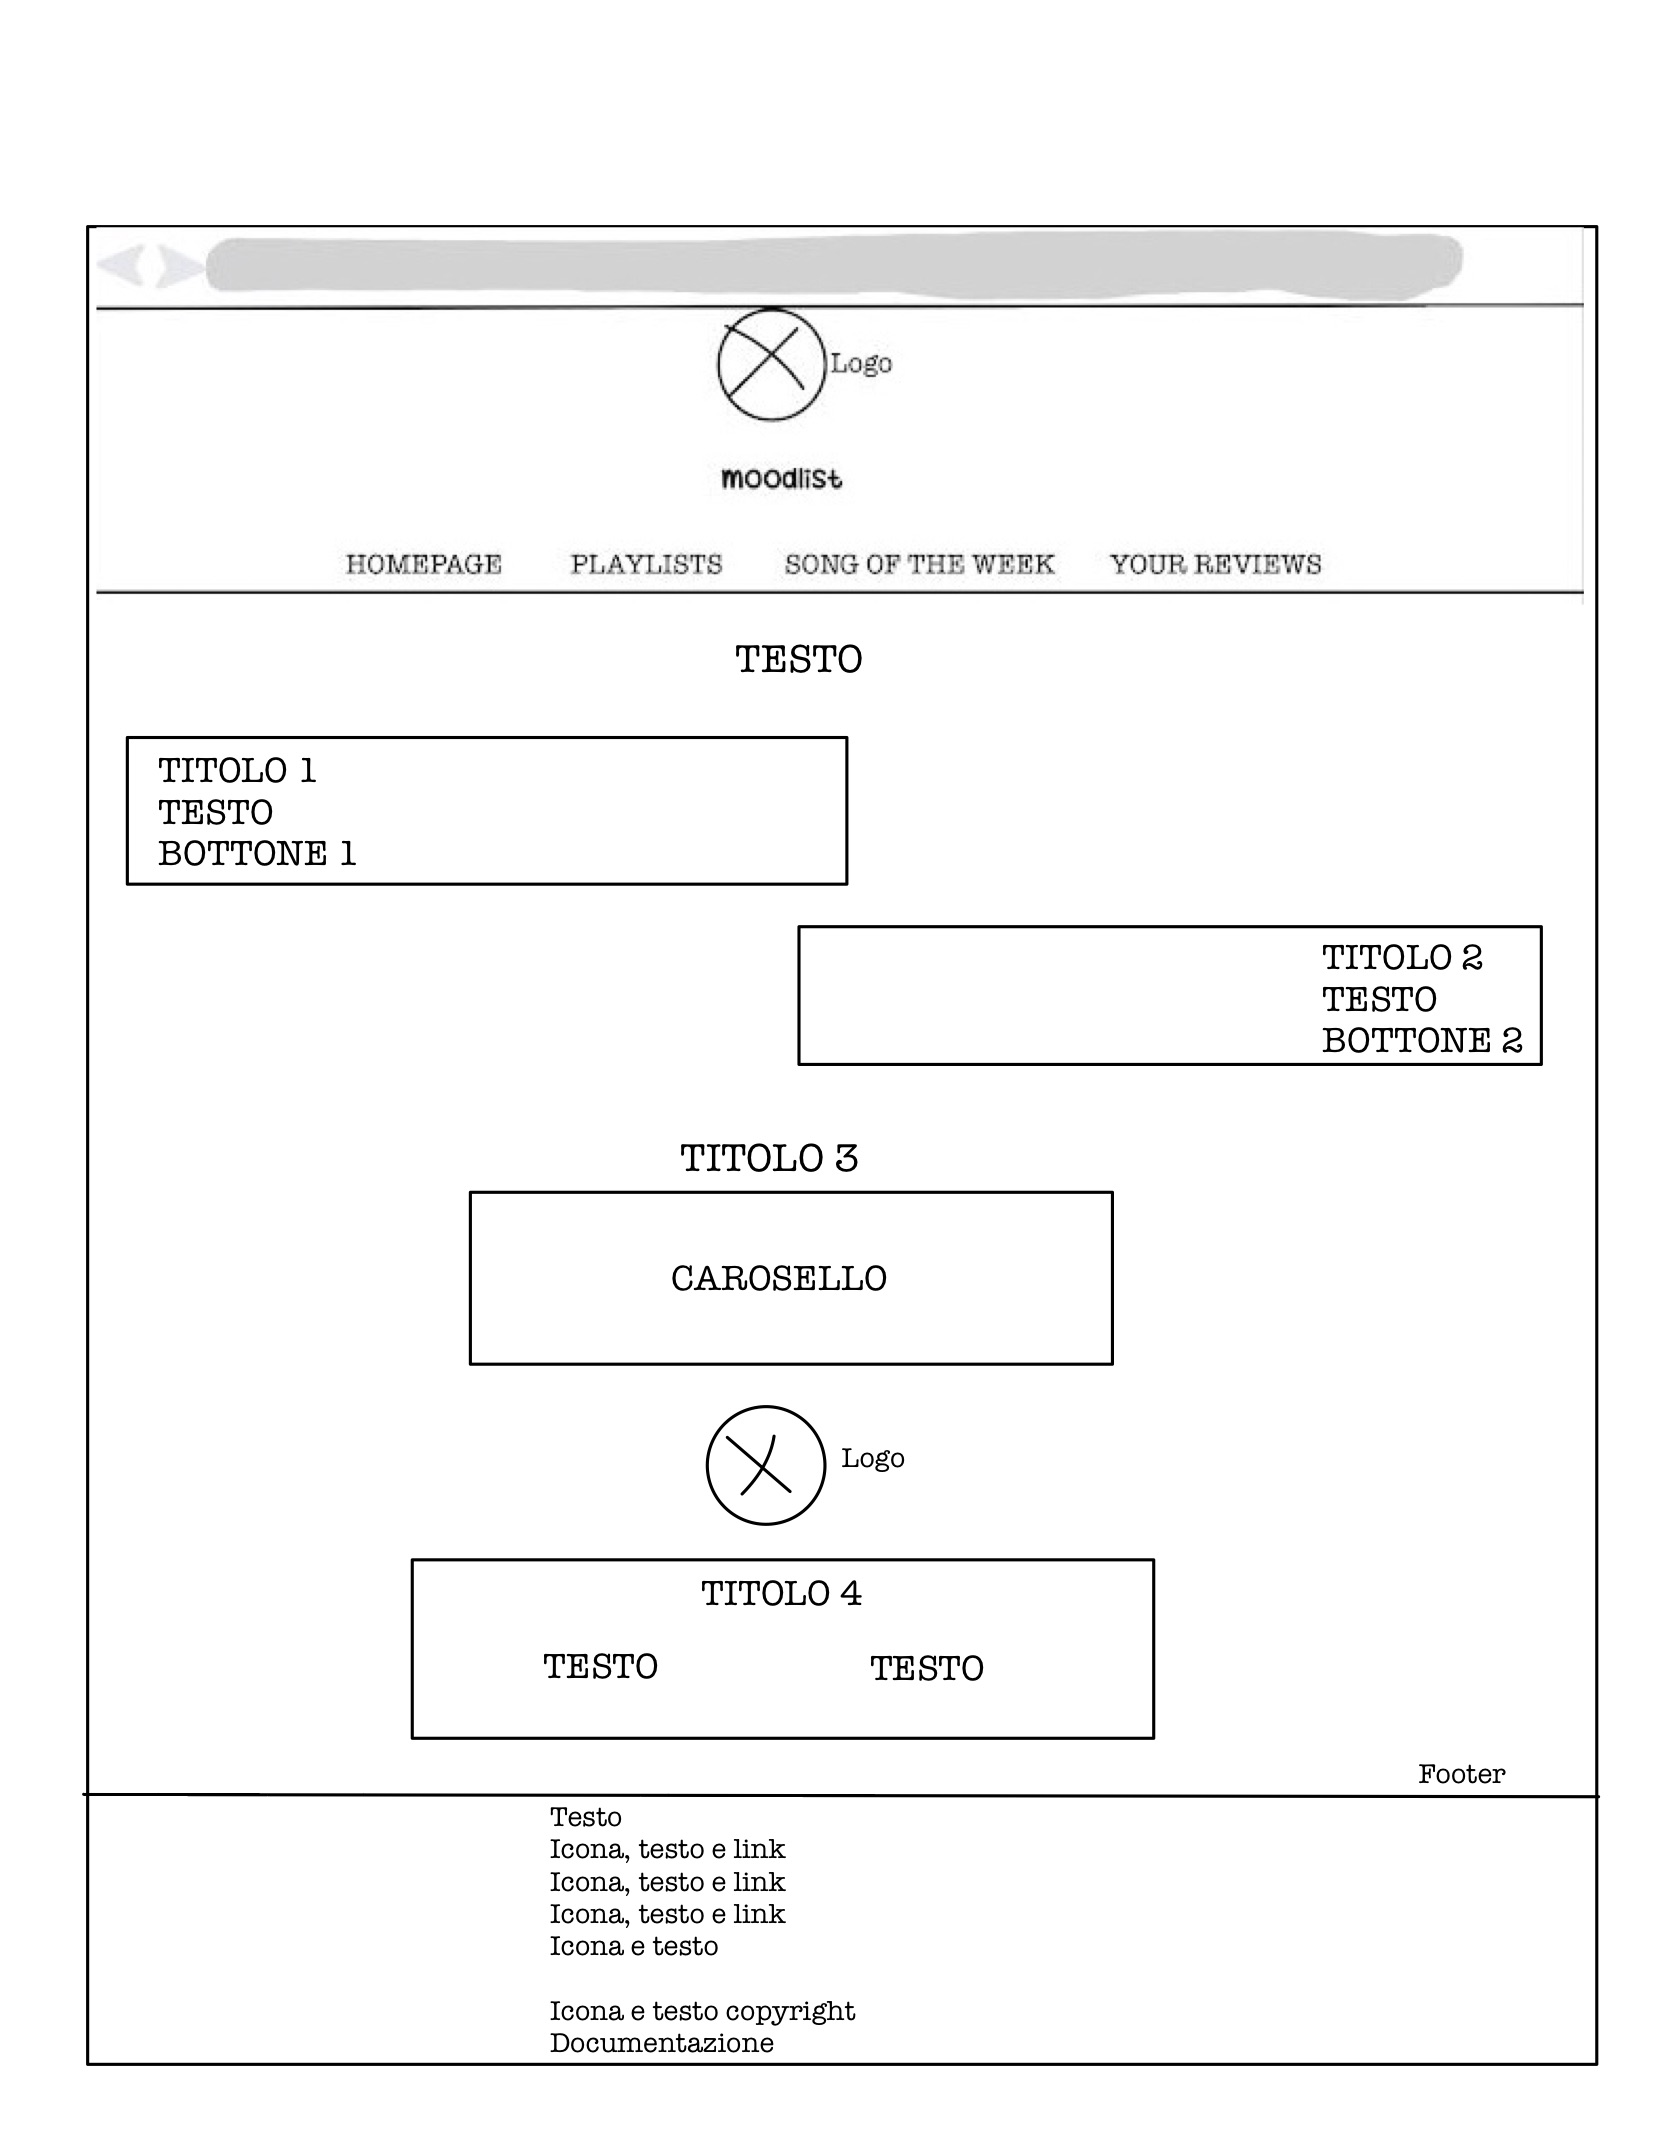 Logo
moodlist
HOMEPAGE PLAYLISTS SONG OF THE WEEK YOUR REVIEWS
TESTO
TITOLO 1
TESTO
BOTTONE 1
TITOLO 2
TESTO
BOTTONE 2
TITOLO 3
CAROSELLO
Logo
TITOLO 4
TESTO TESTO
Footer
Testo
Icona, testo e link
Icona, testo e link
Icona, testo e link
Icona e testo
Icona e testo copyright
Documentazione